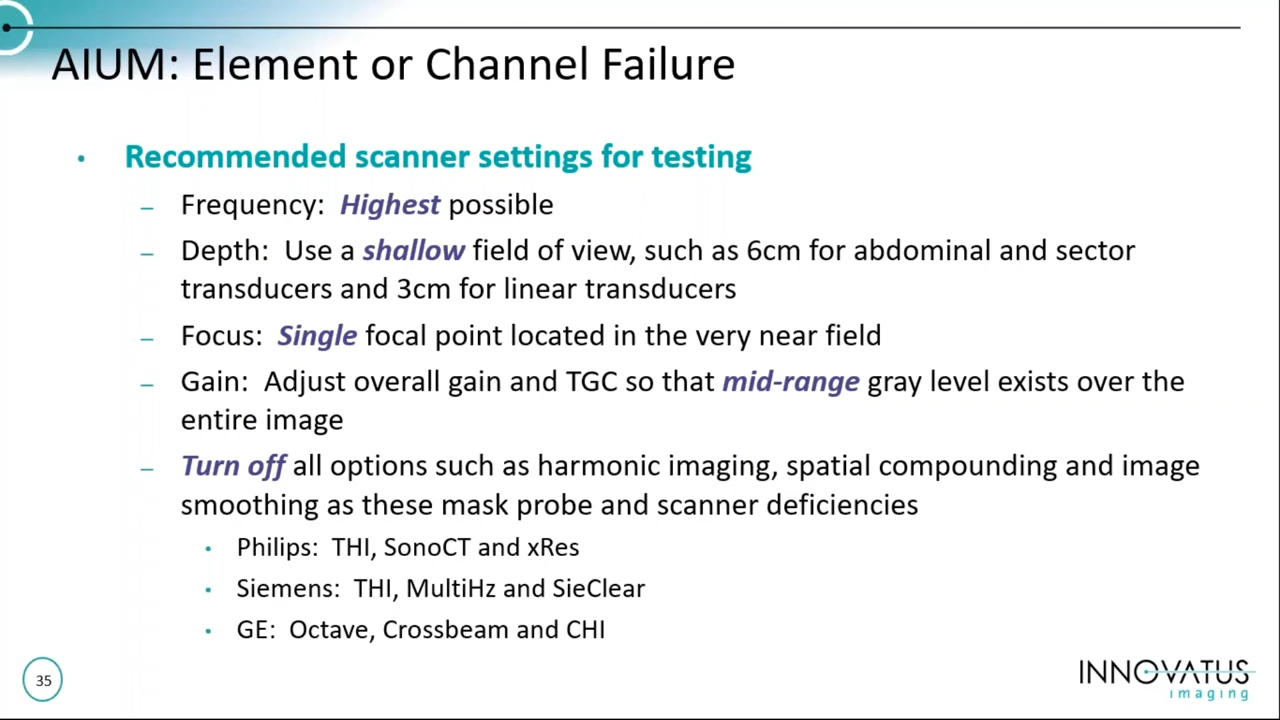 AIUM: Element or Channel Failure
• Recommended scanner settings for testing
– Frequency: Highest possible
– Depth: Use a shallow field of view, such as 6cm for abdominal and sector
transducers and 3cm for linear transducers
– Focus: Single focal point located in the very near field
– Gain: Adjust overall gain and TGC so that mid-range gray level exists over the
entire image
– Turn off all options such as harmonic imaging, spatial compounding and image
smoothing as these mask probe and scanner deficiencies
• Philips: THI, SonoCT and xRes
• Siemens: THI, MultiHz and SieClear
• GE: Octave, Crossbeam and CHI
35
INNOVATUS
imaging